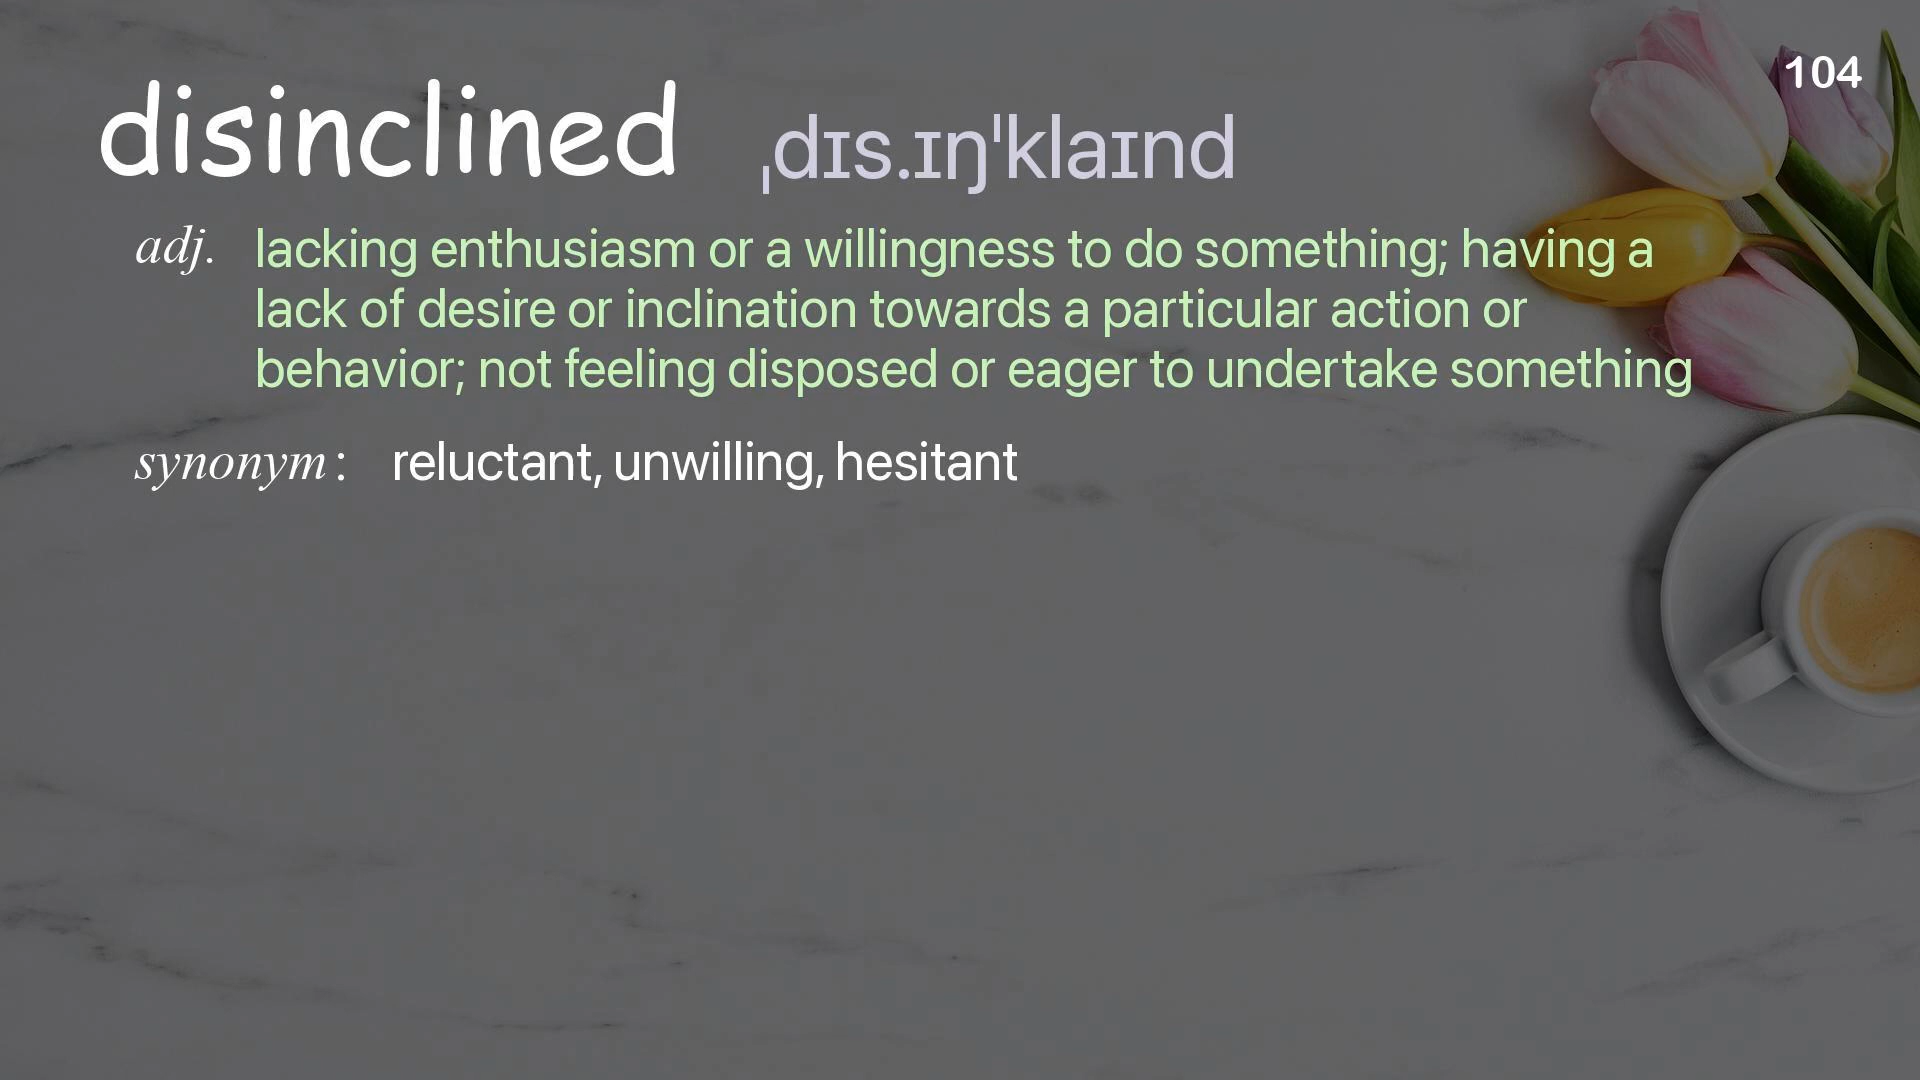 104
disinclined ˌdɪs.ɪŋˈklaɪnd
adj. lacking enthusiasm or a willingness to do something; having a
lack of desire or inclination towards a particular action or
behavior; not feeling disposed or eager to undertake something
synonym: reluctant, unwilling, hesitant